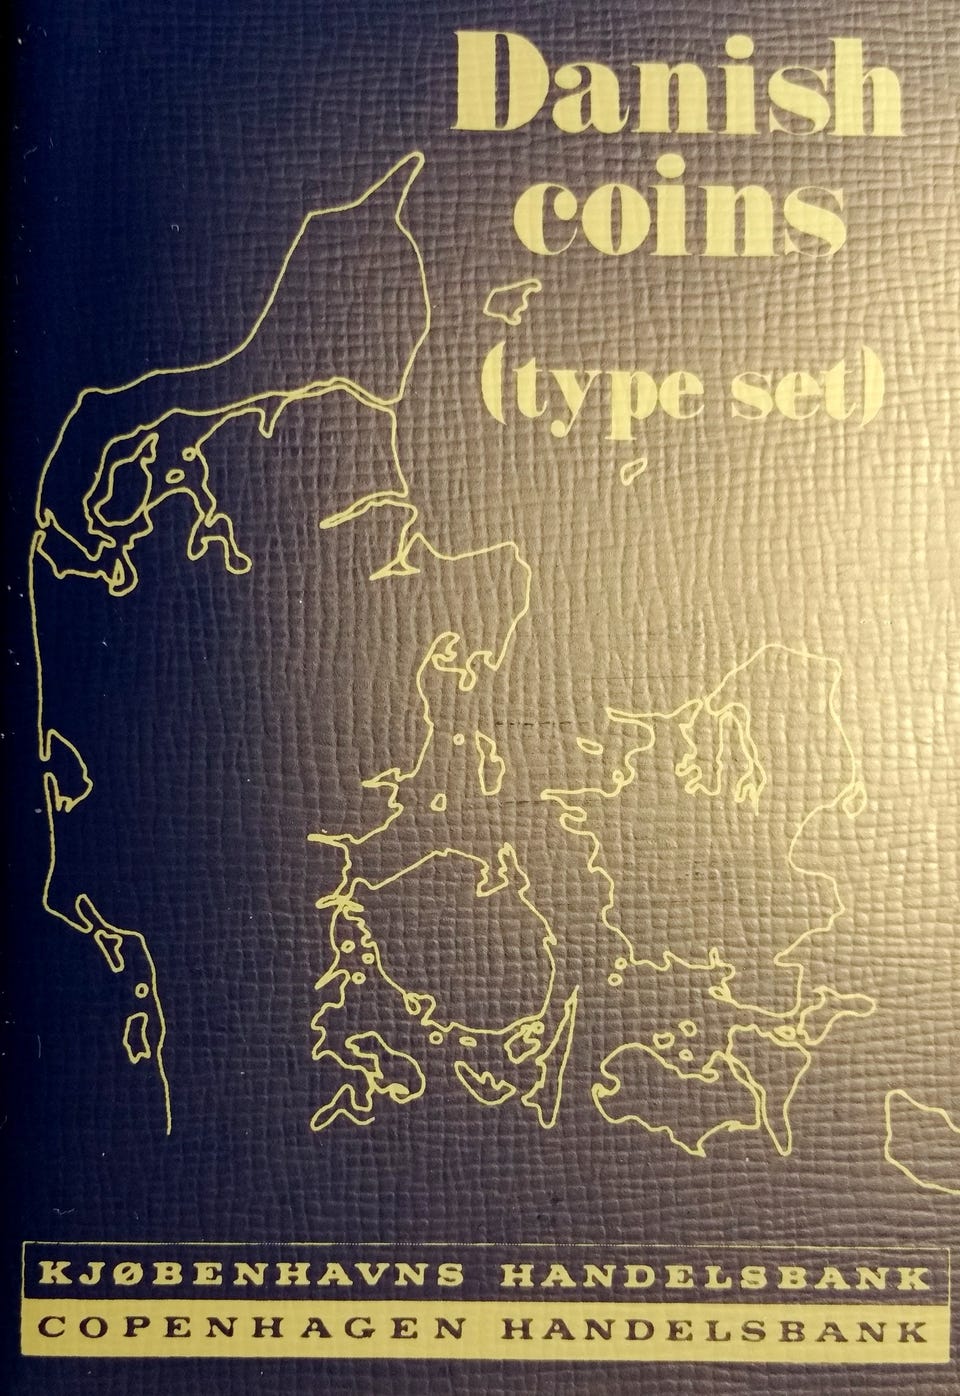 Danish
coins
(type set)
KJØBENHAVNS HANDELSBANK
COPENHAGEN HANDELSBANK